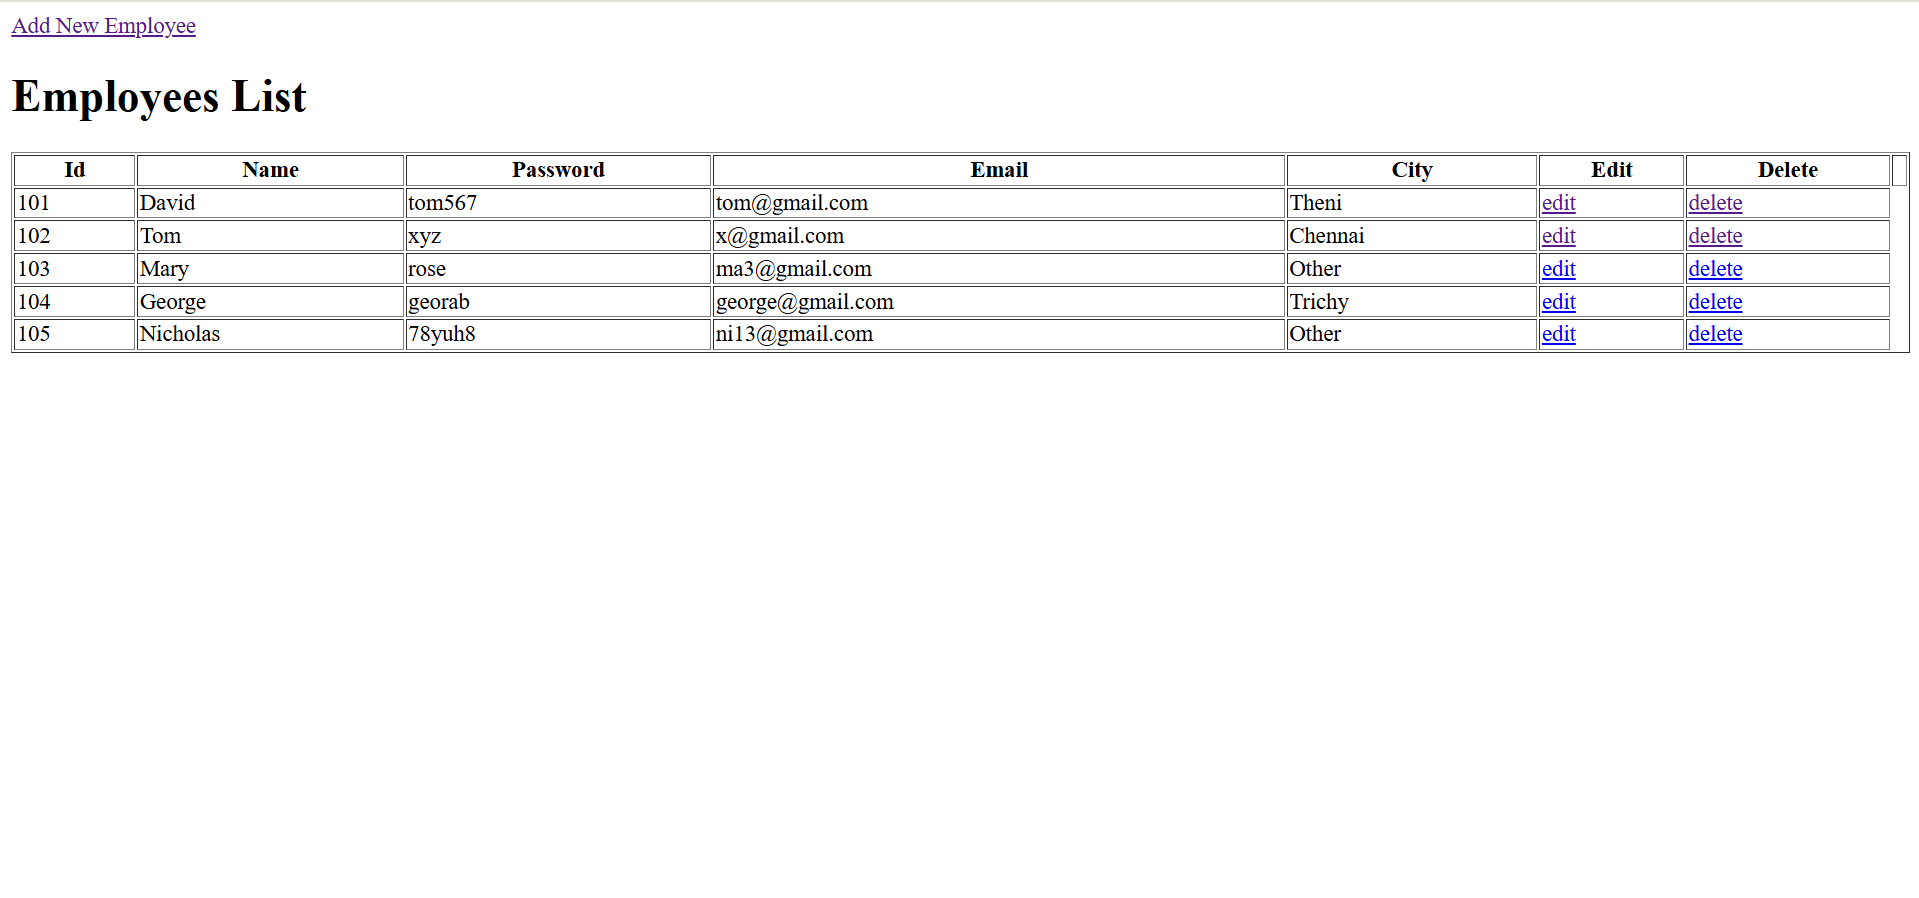 Add New Employee
Employees List
Id Name Password Email City Edit Delete
101 David tom567 tom@gmail.com Theni edit delete
102 Tom xyz x@gmail.com Chennai edit delete
103 Mary rose ma3@gmail.com Other edit delete
104 George georab george@gmail.com Trichy edit delete
105 Nicholas 78yuh8 ni13@gmail.com Other edit delete